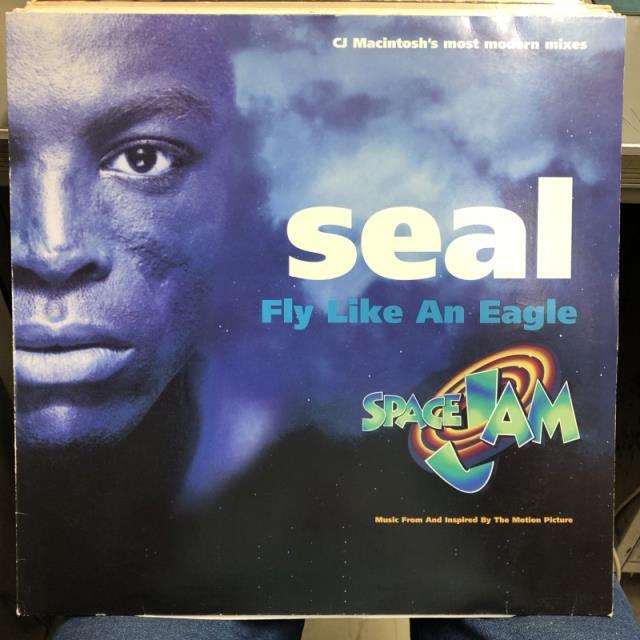 CJ Macintosh's most modern mixes
seal
Fly Like An Eagle
SPACE JAM
Music From And Inspired By The Motion Picture